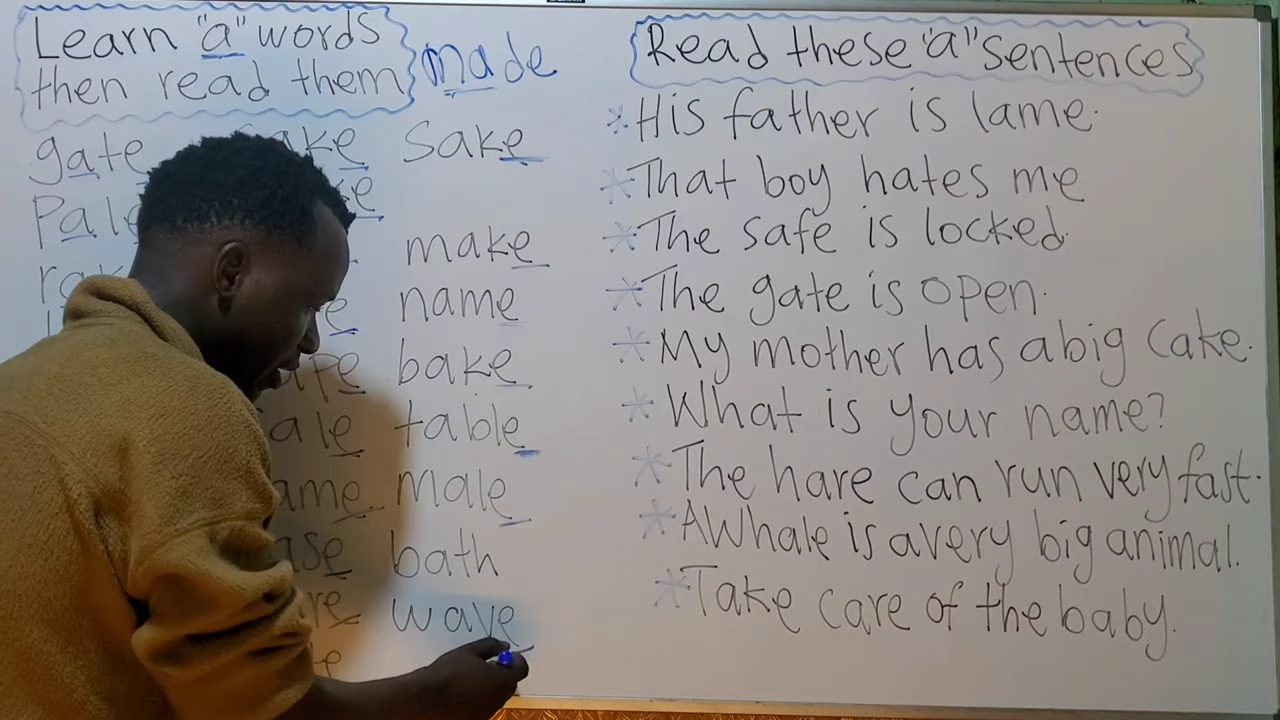 Learn "a" words
then read them
made
gate
sake
make
name
bake
table
male
bath
wave
Read these "a" sentences
* His father is lame.
* That boy hates me
* The safe is locked.
* The gate is open.
* My mother has a big cake.
* What is your name?
* The hare can run very fast.
* A Whale is a very big animal.
* Take care of the baby.